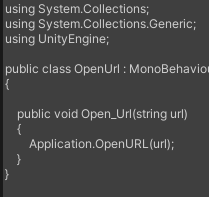 using System.Collections;
using System.Collections.Generic;
using UnityEngine;
public class OpenUrl : MonoBehaviou
{
public void Open_Url(string url)
{
Application.OpenURL(url);
}
}